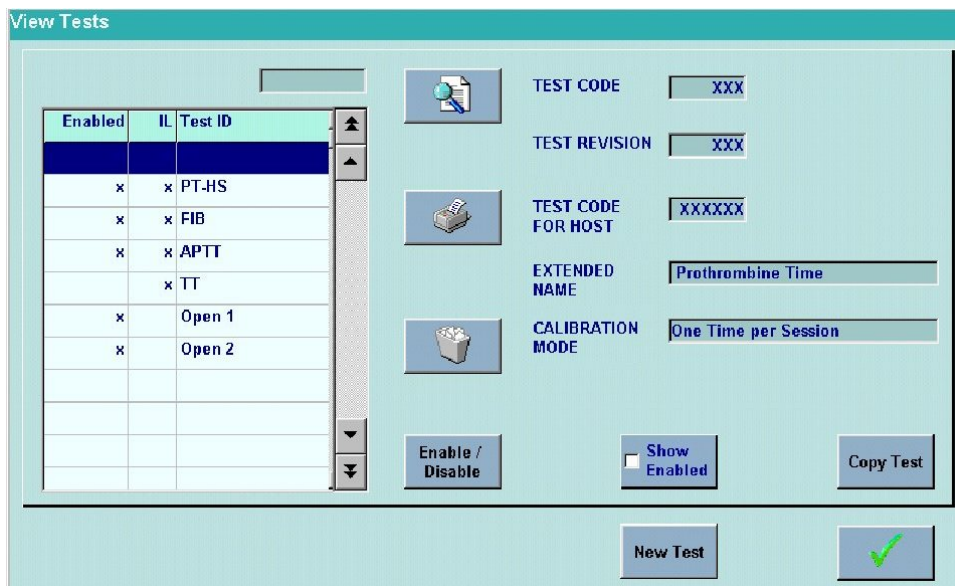 View Tests
Enabled IL Test ID
x x PT-HS
x x FIB
x x APTT
x TT
x Open 1
x Open 2
TEST CODE XXX
TEST REVISION XXX
TEST CODE
FOR HOST XXXXXX
EXTENDED
NAME Prothrombine Time
CALIBRATION
MODE One Time per Session
Enable /
Disable
Show
Enabled
Copy Test
New Test